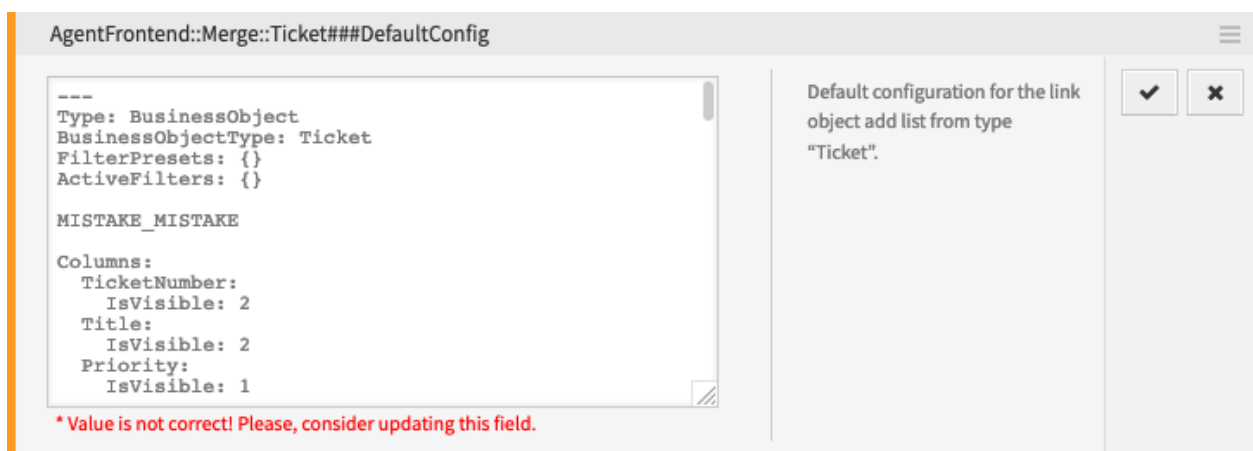 AgentFrontend::Merge::Ticket###DefaultConfig
---
Type: BusinessObject
BusinessObjectType: Ticket
FilterPresets: {}
ActiveFilters: {}
MISTAKE_MISTAKE
Columns:
  TicketNumber:
    IsVisible: 2
  Title:
    IsVisible: 2
  Priority:
    IsVisible: 1
* Value is not correct! Please, consider updating this field.
Default configuration for the link
object add list from type
“Ticket”.